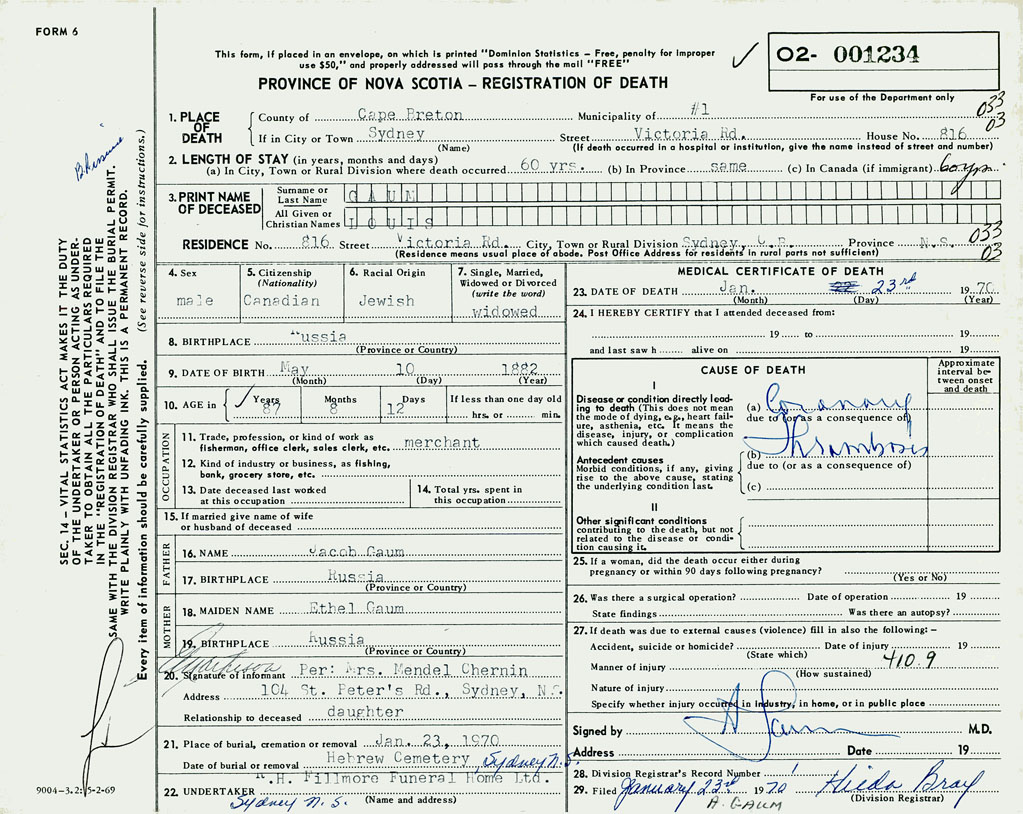 FORM 6
This form, if placed in an envelope, on which is printed "Dominion Statistics – Free, penalty for improper
use $50," and properly addressed will pass through the mail "FREE"
PROVINCE OF NOVA SCOTIA – REGISTRATION OF DEATH
✓
O2- 001234
For use of the Department only
033
03
1. PLACE OF DEATH
County of Cape Breton Municipality of #1
If in City or Town Sydney Street Victoria Rd. House No. 816
(Name) (If death occurred in a hospital or institution, give the name instead of street and number)
2. LENGTH OF STAY (in years, months and days)
(a) In City, Town or Rural Division where death occurred 60 yrs. (b) In Province same (c) In Canada (if immigrant) 60 yrs
3. PRINT NAME OF DECEASED
Surname or Last Name GAUM
All Given or Christian Names LOUIS
033
03
RESIDENCE No. 816 Street Victoria Rd. City, Town or Rural Division Sydney, C.B. Province N.S.
(Residence means usual place of abode. Post Office Address for residents in rural parts not sufficient)
4. Sex
male
5. Citizenship
(Nationality)
Canadian
6. Racial Origin
Jewish
7. Single, Married,
Widowed or Divorced
(write the word)
widowed
8. BIRTHPLACE Russia
(Province or Country)
9. DATE OF BIRTH May 10 1882
(Month) (Day) (Year)
10. AGE in ✓ Years Months Days If less than one day old
87 8 12 hrs. or min.
OCCUPATION
11. Trade, profession, or kind of work as
fisherman, office clerk, sales clerk, etc. merchant
12. Kind of industry or business, as fishing,
bank, grocery store, etc.
13. Date deceased last worked
at this occupation
14. Total yrs. spent in
this occupation
15. If married give name of wife
or husband of deceased
FATHER
16. NAME Jacob Gaum
17. BIRTHPLACE Russia
(Province or Country)
MOTHER
18. MAIDEN NAME Ethel Gaum
19. BIRTHPLACE Russia
(Province or Country)
20. Signature of informant Per: Mrs. Mendel Chernin
Address 104 St. Peter's Rd., Sydney, N.S.
Relationship to deceased daughter
21. Place of burial, cremation or removal Jan. 23, 1970
Date of burial or removal Hebrew Cemetery Sydney N.S.
.H. Fillmore Funeral Home Ltd.
22. UNDERTAKER Sydney N.S.
(Name and address)
MEDICAL CERTIFICATE OF DEATH
23. DATE OF DEATH Jan. 23rd 1970
(Month) (Day) (Year)
24. I HEREBY CERTIFY that I attended deceased from:
19 to 19
and last saw h alive on 19
CAUSE OF DEATH
Approximate
interval be-
tween onset
and death
I
Disease or condition directly lead-
ing to death (This does not mean
the mode of dying, e.g., heart fail-
ure, asthenia, etc. It means the
disease, injury, or complication
which caused death.)
(a) Coronary
due to (or as a consequence of)
Antecedent causes
Morbid conditions, if any, giving
rise to the above cause, stating
the underlying condition last.
(b) Thrombosis
due to (or as a consequence of)
(c)
II
Other significant conditions
contributing to the death, but not
related to the disease or condi-
tion causing it.
25. If a woman, did the death occur either during
pregnancy or within 90 days following pregnancy?
(Yes or No)
26. Was there a surgical operation? Date of operation 19
State findings Was there an autopsy?
27. If death was due to external causes (violence) fill in also the following: –
Accident, suicide or homicide? Date of injury 19
(State which)
410.9
Manner of injury
(How sustained)
Nature of injury
Specify whether injury occurred in industry, in home, or in public place
Signed by A Gaum M.D.
Address Date 19
28. Division Registrar's Record Number 1
29. Filed January 23rd 1970 Hilda Bray
(Division Registrar)
A. GAUM
SEC. 14 – VITAL STATISTICS ACT MAKES IT THE DUTY
OF THE UNDERTAKER OR PERSON ACTING AS UNDER-
TAKER TO OBTAIN ALL THE PARTICULARS REQUIRED
IN THE "REGISTRATION OF DEATH" AND TO FILE THE
SAME WITH THE DIVISION REGISTRAR WHO SHALL ISSUE THE BURIAL PERMIT.
WRITE PLAINLY WITH UNFADING INK. THIS IS A PERMANENT RECORD.
Every item of information should be carefully supplied. (See reverse side for instructions.)